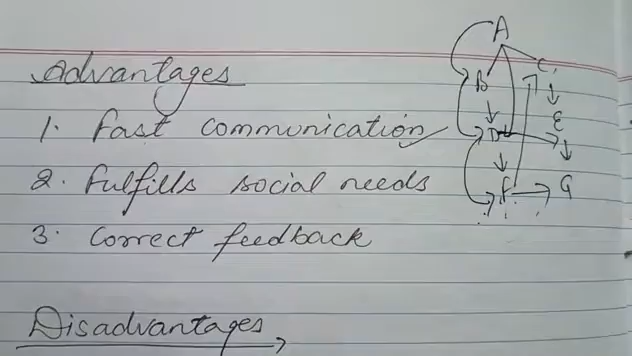 A
Advantages
B C
1. Fast communication
D E
2. Fulfills social needs
F G
3. Correct feedback
Disadvantages